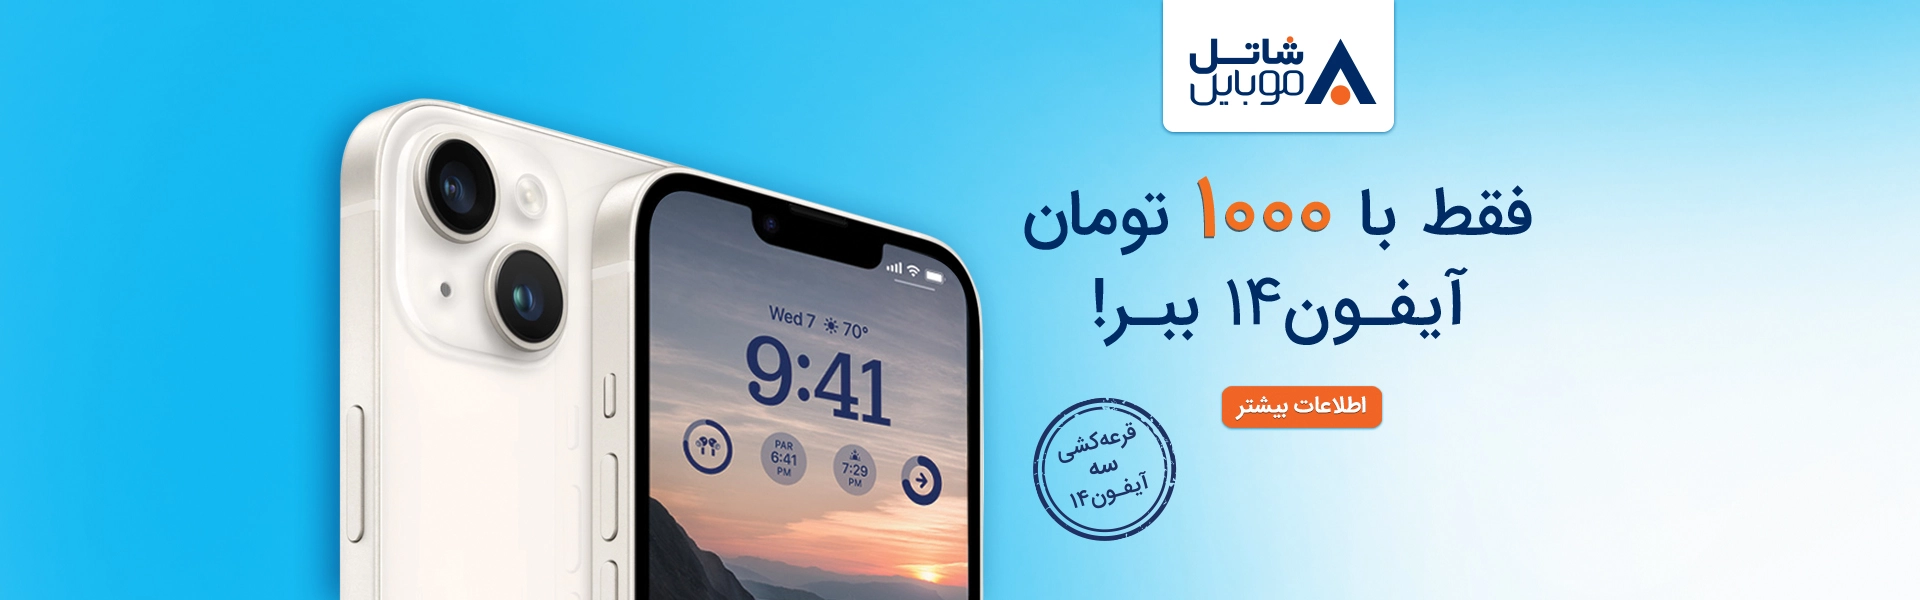 شاتل
موبایل
فقط با ۱۰۰۰ تومان
آیفون۱۴ ببر!
اطلاعات بیشتر
قرعه‌کشی
سه
آیفون۱۴
Wed 7 70°
9:41
PAR
6:41
PM
7:29
PM